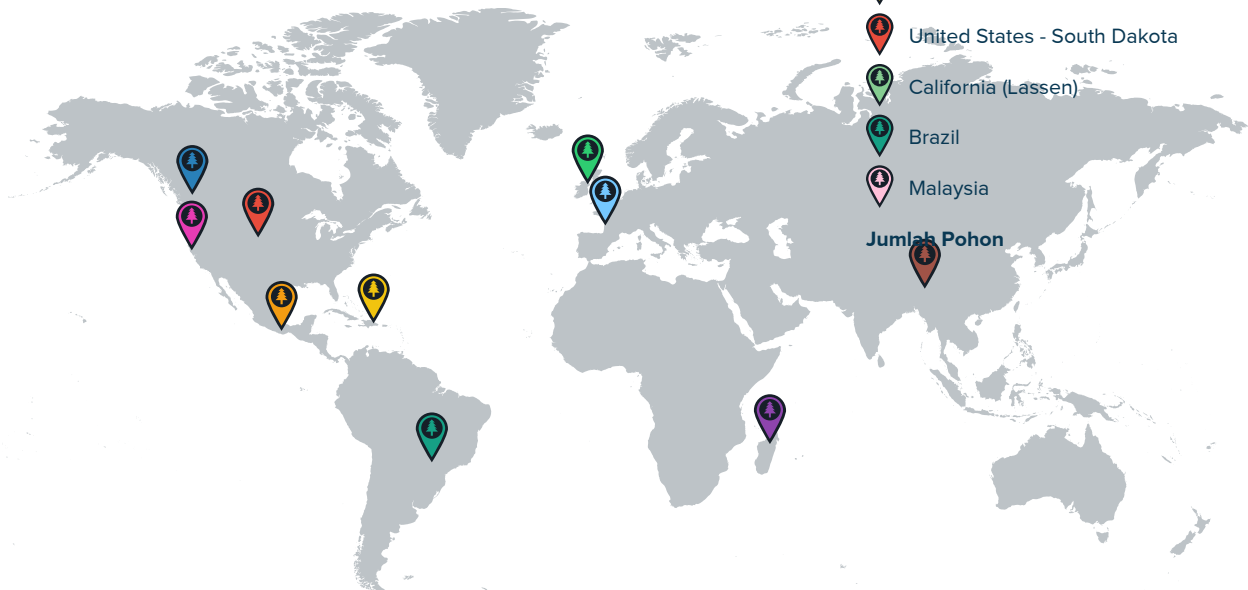 United States - South Dakota
California (Lassen)
Brazil
Malaysia
Jumlah Pohon